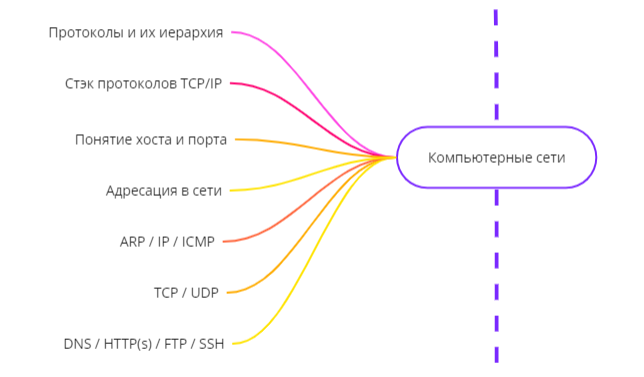 Протоколы и их иерархия
Стэк протоколов TCP/IP
Понятие хоста и порта
Адресация в сети
ARP / IP / ICMP
TCP / UDP
DNS / HTTP(s) / FTP / SSH
Компьютерные сети